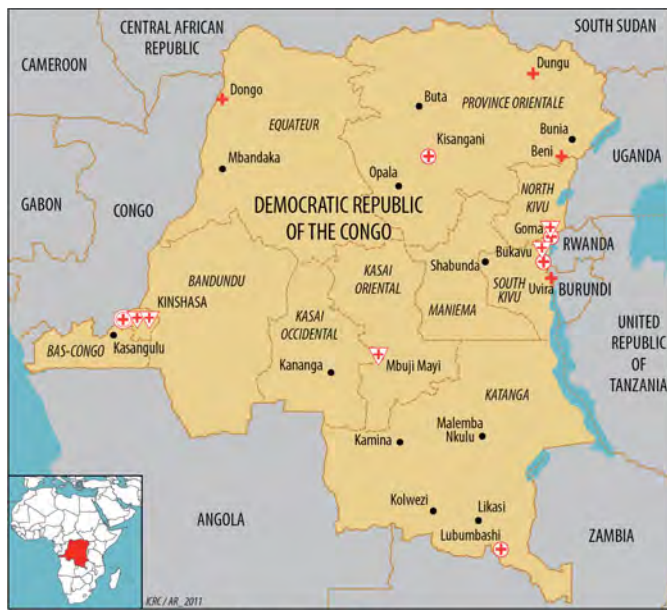 CENTRAL AFRICAN
REPUBLIC
SOUTH SUDAN
CAMEROON
Dungu
Dongo
Buta
PROVINCE ORIENTALE
EQUATEUR
Bunia
Kisangani
Beni
Mbandaka
UGANDA
Opala
GABON
CONGO
NORTH
KIVU
DEMOCRATIC REPUBLIC
OF THE CONGO
Goma
RWANDA
Bukavu
Shabunda
KASAI
ORIENTAL
BANDUNDU
SOUTH
KIVU
Uvira
BURUNDI
KINSHASA
KASAI
OCCIDENTAL
MANIEMA
BAS-CONGO
Kasangulu
UNITED
REPUBLIC
OF
TANZANIA
Kananga
Mbuji Mayi
KATANGA
Malemba
Nkulu
Kamina
Kolwezi
Likasi
ANGOLA
Lubumbashi
ZAMBIA
ICRC / AR_2011